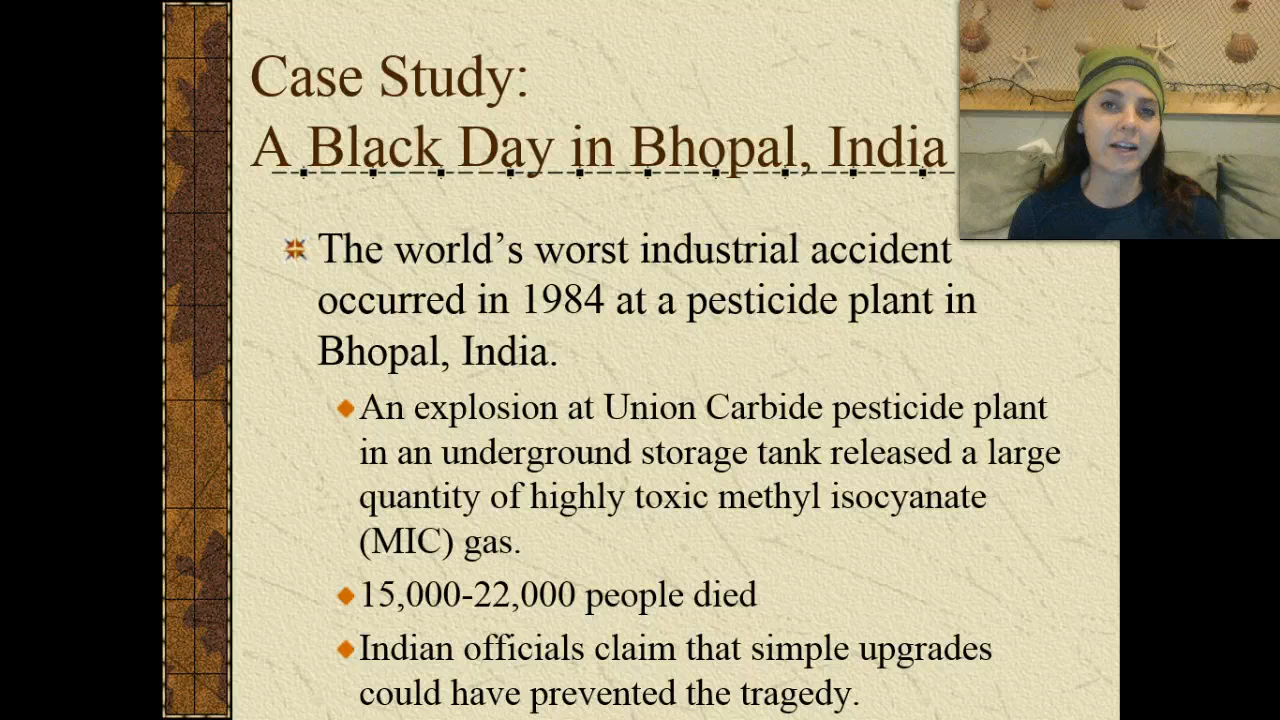 Case Study:
A Black Day in Bhopal, India
The world’s worst industrial accident
occurred in 1984 at a pesticide plant in
Bhopal, India.
An explosion at Union Carbide pesticide plant
in an underground storage tank released a large
quantity of highly toxic methyl isocyanate
(MIC) gas.
15,000-22,000 people died
Indian officials claim that simple upgrades
could have prevented the tragedy.